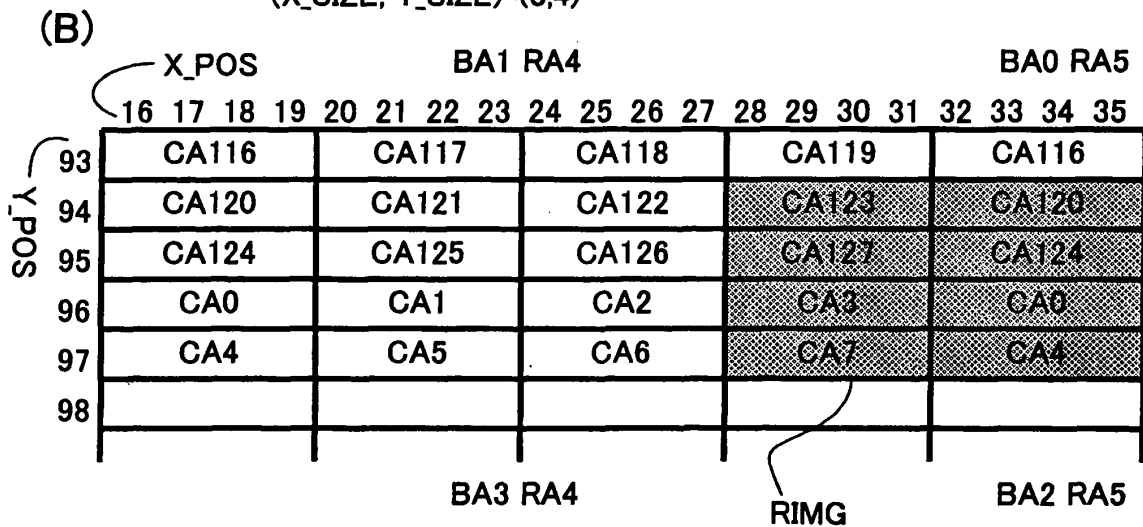 (X_SIZE, Y_SIZE)
(B)
X_POS BA1 RA4 BA0 RA5
16 17 18 19 20 21 22 23 24 25 26 27 28 29 30 31 32 33 34 35
Y_POS
93 CA116 CA117 CA118 CA119 CA116
94 CA120 CA121 CA122 CA123 CA120
95 CA124 CA125 CA126 CA127 CA124
96 CA0 CA1 CA2 CA3 CA0
97 CA4 CA5 CA6 CA7 CA4
98
BA3 RA4 BA2 RA5
RIMG